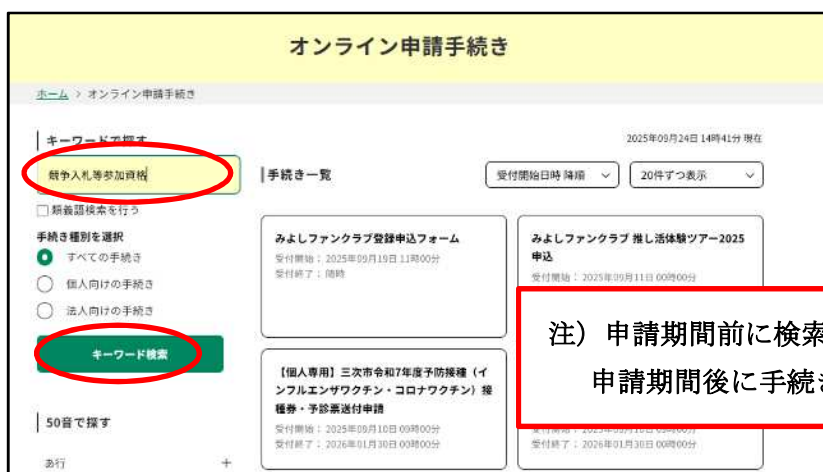 オンライン申請手続き
ホーム > オンライン申請手続き
キーワードで探す
2025年09月24日 14時41分 現在
競争入札等参加資格
手続き一覧
受付開始日時 降順
20件ずつ表示
類義語検索を行う
手続き種別を選択
すべての手続き
個人向けの手続き
法人向けの手続き
キーワード検索
50音で探す
あ行
+
みよしファンクラブ登録申込フォーム
受付開始:2025年09月19日 11時00分
受付終了:随時
みよしファンクラブ 推し活体験ツアー2025
申込
受付開始:2025年09月11日 00時00分
【個人専用】三次市令和7年度予防接種(イ
ンフルエンザワクチン・コロナワクチン)接
種券・予診票送付申請
受付開始:2025年09月10日 09時00分
受付終了:2026年01月30日 00時00分
注)申請期間前に検索
申請期間後に手続き
受付終了:2026年01月30日 00時00分